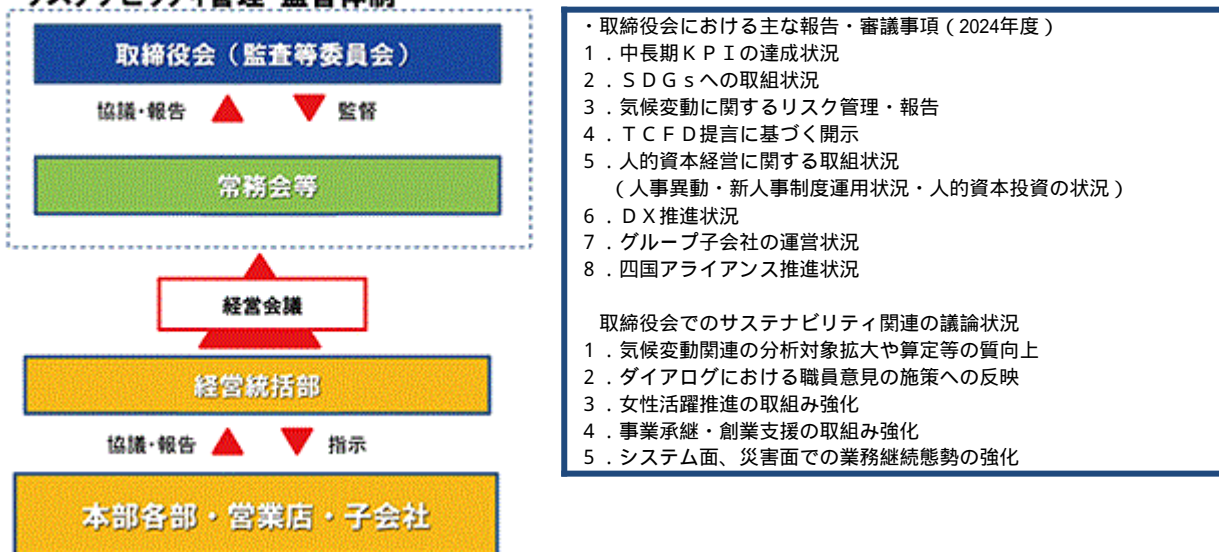 サステナビリティ管理・監督体制
取締役会（監査等委員会）
協議・報告 監督
常務会等
経営会議
経営統括部
協議・報告 指示
本部各部・営業店・子会社
・取締役会における主な報告・審議事項（2024年度）
１．中長期ＫＰＩの達成状況
２．ＳＤＧｓへの取組状況
３．気候変動に関するリスク管理・報告
４．ＴＣＦＤ提言に基づく開示
５．人的資本経営に関する取組状況
（人事異動・新人事制度運用状況・人的資本投資の状況）
６．ＤＸ推進状況
７．グループ子会社の運営状況
８．四国アライアンス推進状況
取締役会でのサステナビリティ関連の議論状況
１．気候変動関連の分析対象拡大や算定等の質向上
２．ダイアログにおける職員意見の施策への反映
３．女性活躍推進の取組み強化
４．事業承継・創業支援の取組み強化
５．システム面、災害面での業務継続態勢の強化